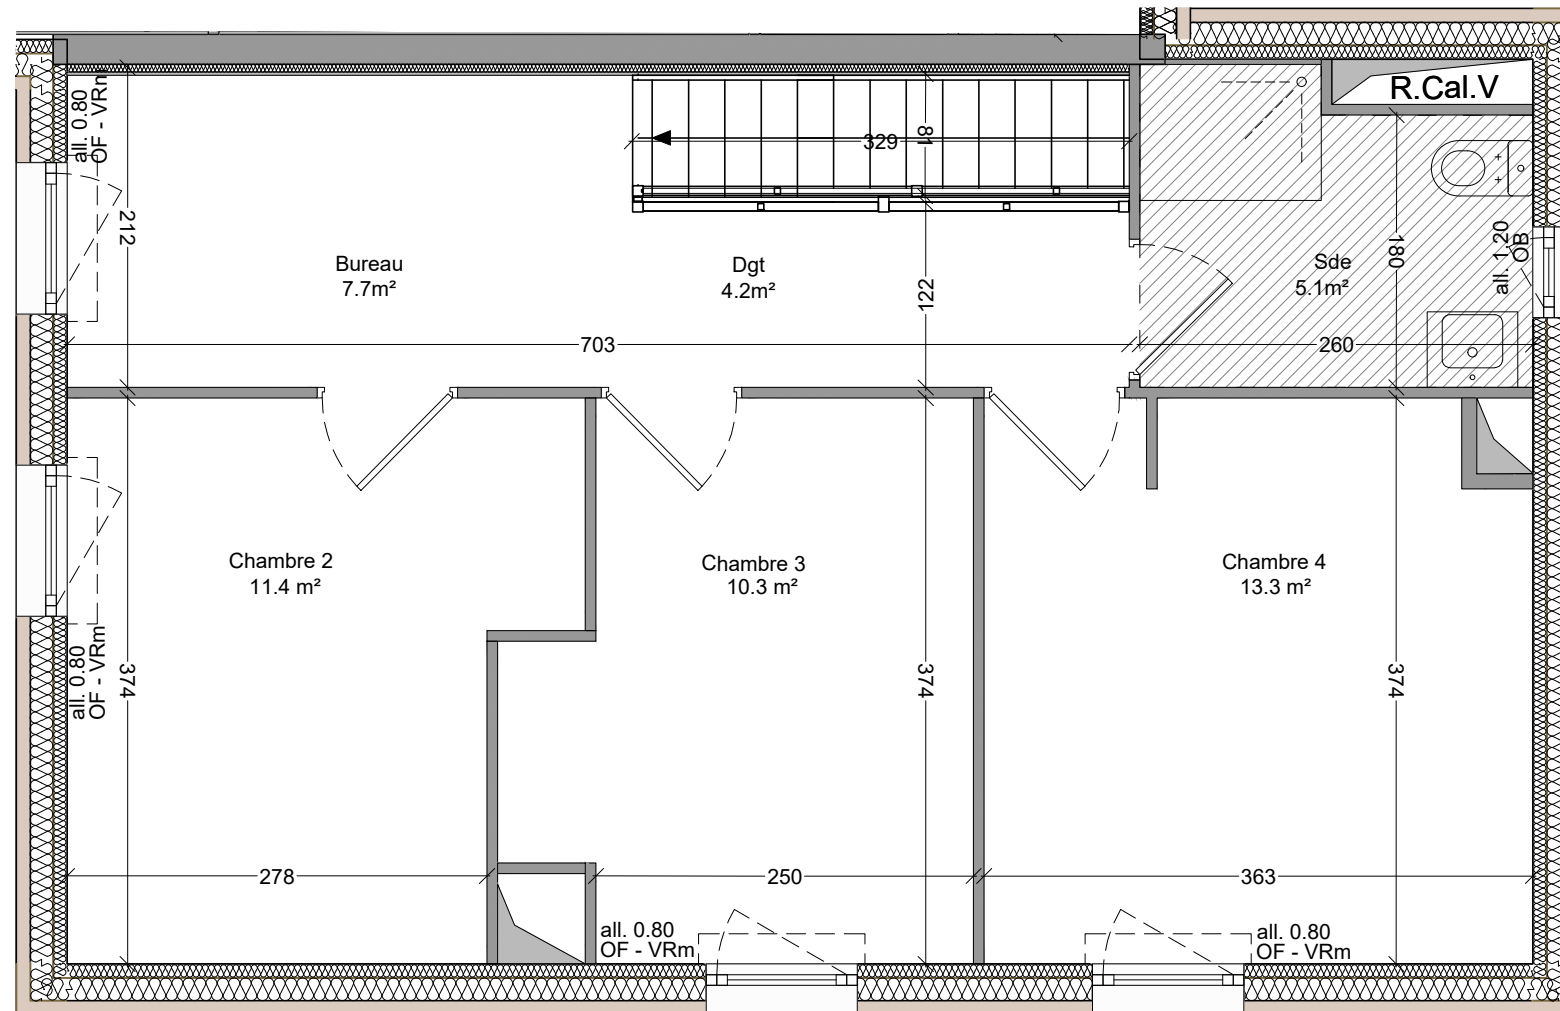 R.Cal.V
all. 0.80
OF - VRm
329
81
212
Bureau
7.7m²
Dgt
4.2m²
122
Sde
5.1m²
180
all. 1.20
OB
703
260
Chambre 2
11.4 m²
Chambre 3
10.3 m²
Chambre 4
13.3 m²
all. 0.80
OF - VRm
374
374
374
278
250
363
all. 0.80
OF - VRm
all. 0.80
OF - VRm